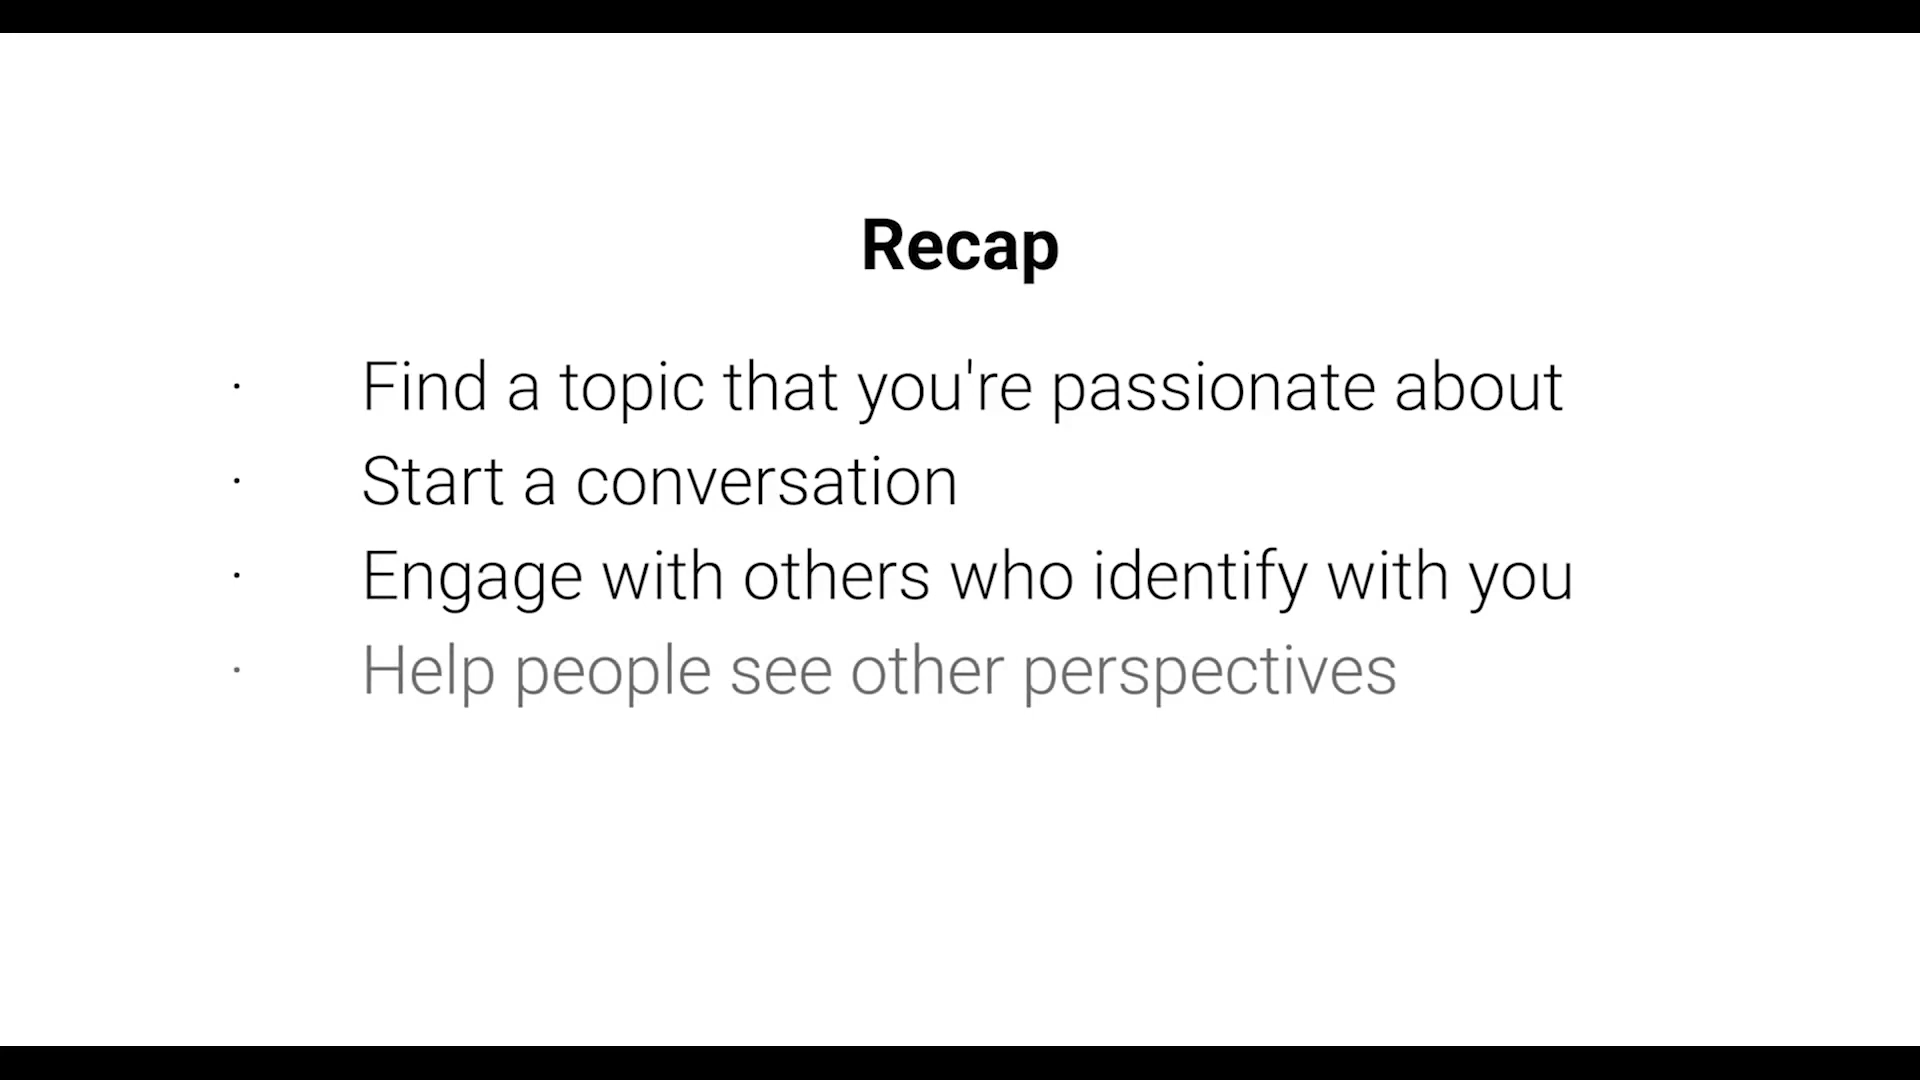 Recap
· Find a topic that you're passionate about
· Start a conversation
· Engage with others who identify with you
· Help people see other perspectives